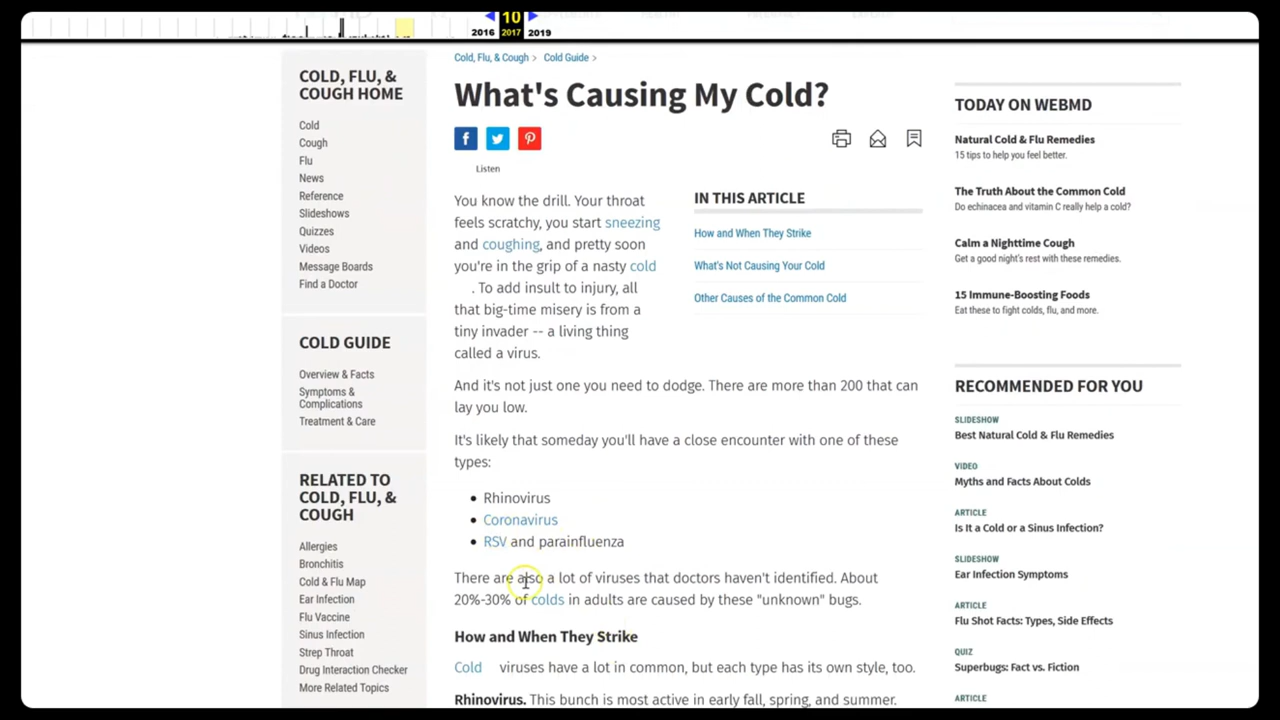 10
2016 2017 2019
Cold, Flu, & Cough > Cold Guide >
COLD, FLU, &
COUGH HOME
Cold
Cough
Flu
News
Reference
Slideshows
Quizzes
Videos
Message Boards
Find a Doctor
COLD GUIDE
Overview & Facts
Symptoms &
Complications
Treatment & Care
RELATED TO
COLD, FLU, &
COUGH
Allergies
Bronchitis
Cold & Flu Map
Ear Infection
Flu Vaccine
Sinus Infection
Strep Throat
Drug Interaction Checker
More Related Topics
What's Causing My Cold?
Listen
You know the drill. Your throat
feels scratchy, you start sneezing
and coughing, and pretty soon
you're in the grip of a nasty cold
. To add insult to injury, all
that big-time misery is from a
tiny invader -- a living thing
called a virus.
IN THIS ARTICLE
How and When They Strike
What's Not Causing Your Cold
Other Causes of the Common Cold
And it's not just one you need to dodge. There are more than 200 that can
lay you low.
It's likely that someday you'll have a close encounter with one of these
types:
• Rhinovirus
• Coronavirus
• RSV and parainfluenza
There are also a lot of viruses that doctors haven't identified. About
20%-30% of colds in adults are caused by these "unknown" bugs.
How and When They Strike
Cold viruses have a lot in common, but each type has its own style, too.
Rhinovirus. This bunch is most active in early fall, spring, and summer.
TODAY ON WEBMD
Natural Cold & Flu Remedies
15 tips to help you feel better.
The Truth About the Common Cold
Do echinacea and vitamin C really help a cold?
Calm a Nighttime Cough
Get a good night's rest with these remedies.
15 Immune-Boosting Foods
Eat these to fight colds, flu, and more.
RECOMMENDED FOR YOU
SLIDESHOW
Best Natural Cold & Flu Remedies
VIDEO
Myths and Facts About Colds
ARTICLE
Is It a Cold or a Sinus Infection?
SLIDESHOW
Ear Infection Symptoms
ARTICLE
Flu Shot Facts: Types, Side Effects
QUIZ
Superbugs: Fact vs. Fiction
ARTICLE